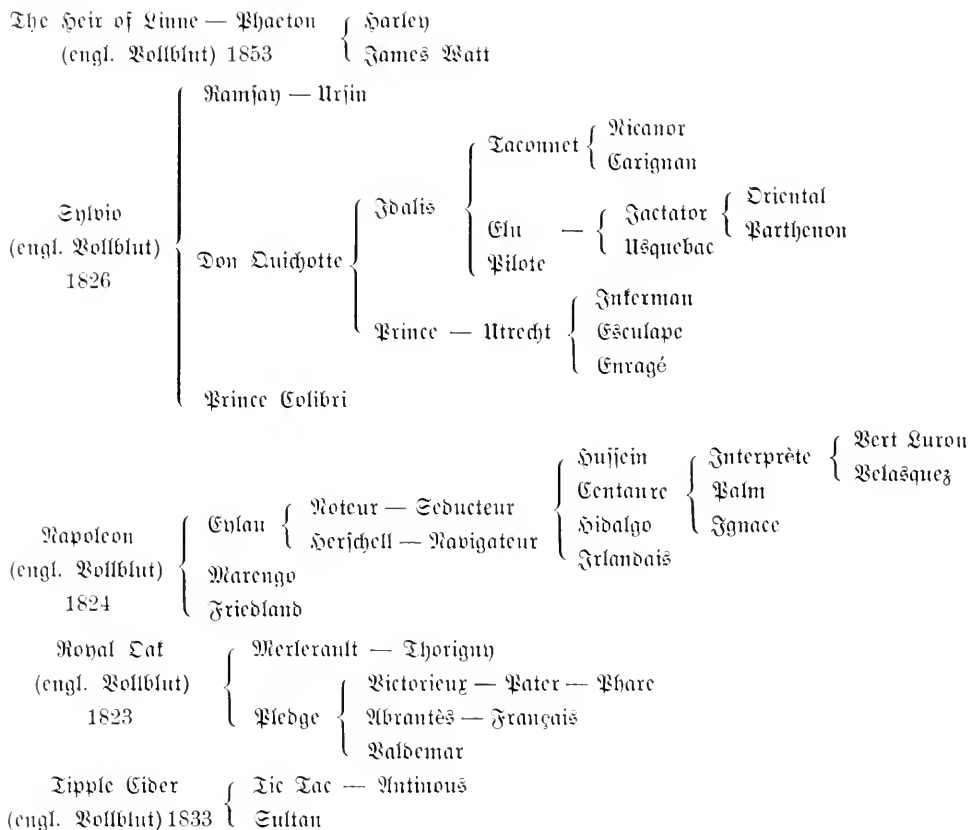 The Heir of Linne — Phaeton
(engl. Vollblut) 1853
Harley
James Watt
Sylvio
(engl. Vollblut)
1826
Ramsay — Ursin
Don Quichotte
Idalis
Taconnet
Nicanor
Carignan
Elu —
Jactator
Usquebac
Oriental
Parthenon
Pilote
Prince — Utrecht
Inkerman
Esculape
Enragé
Prince Colibri
Napoleon
(engl. Vollblut)
1824
Eylau
Noteur — Seducteur
Herschell — Navigateur
Hussein
Centaure
Hidalgo
Irlandais
Interprète
Palm
Ignace
Vert Luron
Velasquez
Marengo
Friedland
Royal Oak
(engl. Vollblut)
1823
Merlerault — Thorigny
Pledge
Victorieux — Pater — Phare
Abrantès — Français
Valdemar
Tipple Cider
(engl. Vollblut) 1833
Tic Tac — Antinous
Sultan